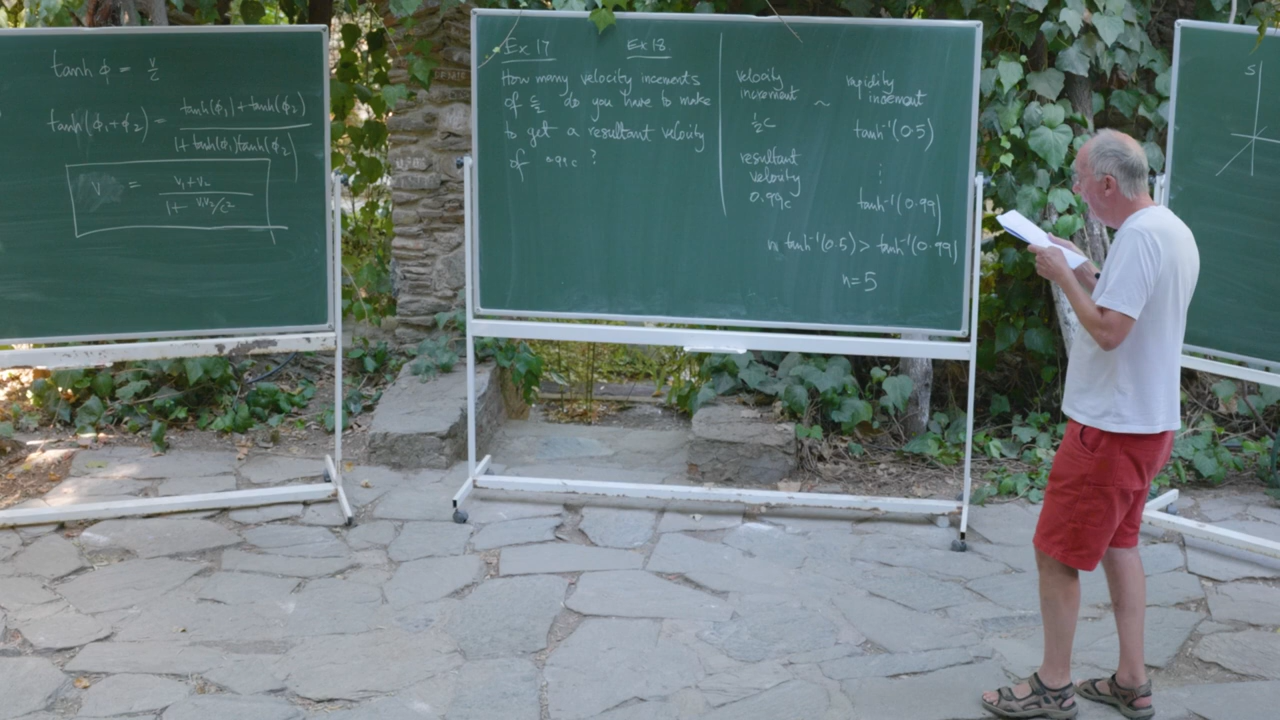 tanh ϕ = v/c
tanh(ϕ₁+ϕ₂) = tanh(ϕ₁)+tanh(ϕ₂) / 1+tanh(ϕ₁)tanh(ϕ₂)
v = v₁+v₂ / 1+ v₁v₂/c²
Ex 17 Ex 18
How many velocity incements
of c/2 do you have to make
to get a resultant velocity
of .99c ?
velocity
increment ~ rapidity
incement
½c tanh⁻¹(0.5)
resultant
velocity
0.99c tanh⁻¹(0.99)
n tanh⁻¹(0.5) > tanh⁻¹(0.99)
n=5
S